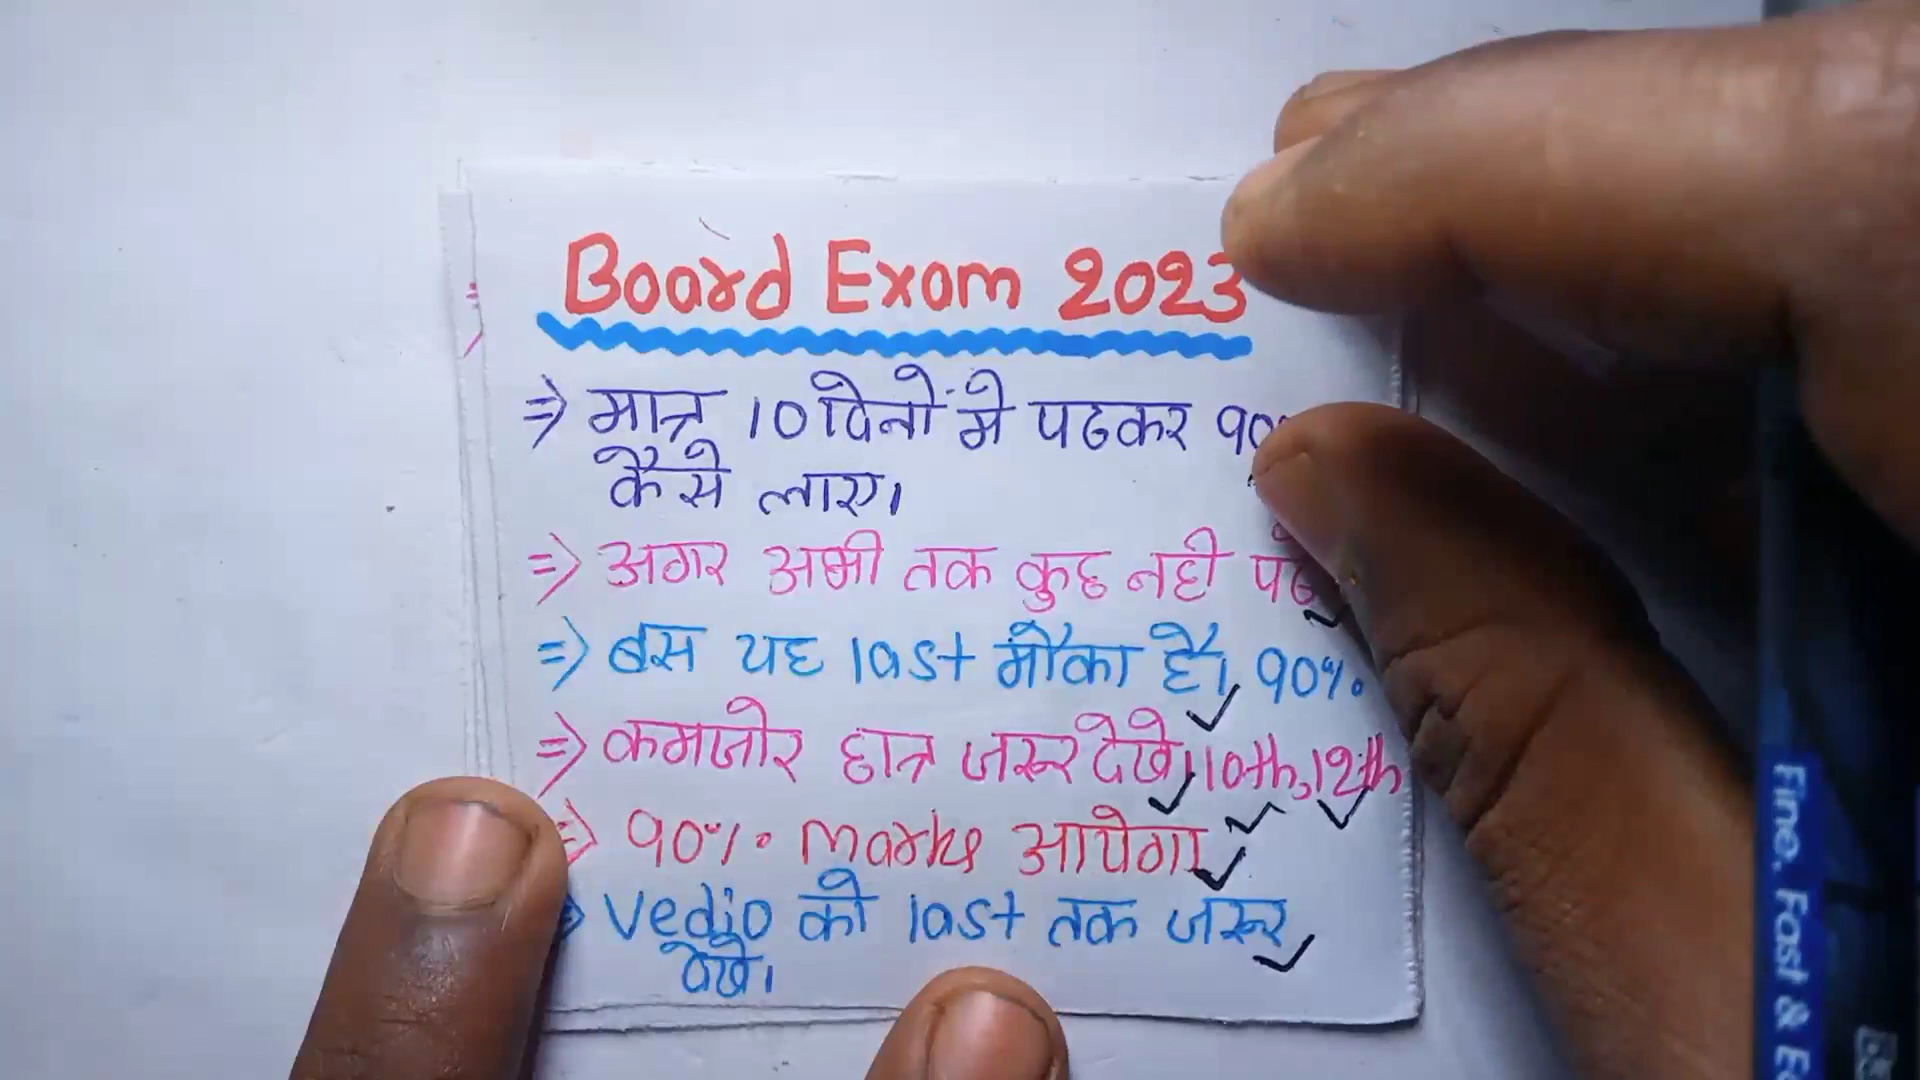 Board Exam 2023
⇒ मात्र 10 दिनों मे पढकर 90
कैसे लाए।
⇒ अगर अभी तक कुछ नही पढे
⇒ बस यह last मौका है। 90%
⇒ कमजोर छात्र जरूर देखे। 10th, 12th
⇒ 90% marks आयेगा
⇒ Vedio को last तक जरूर
देखे।
Fine. Fast &